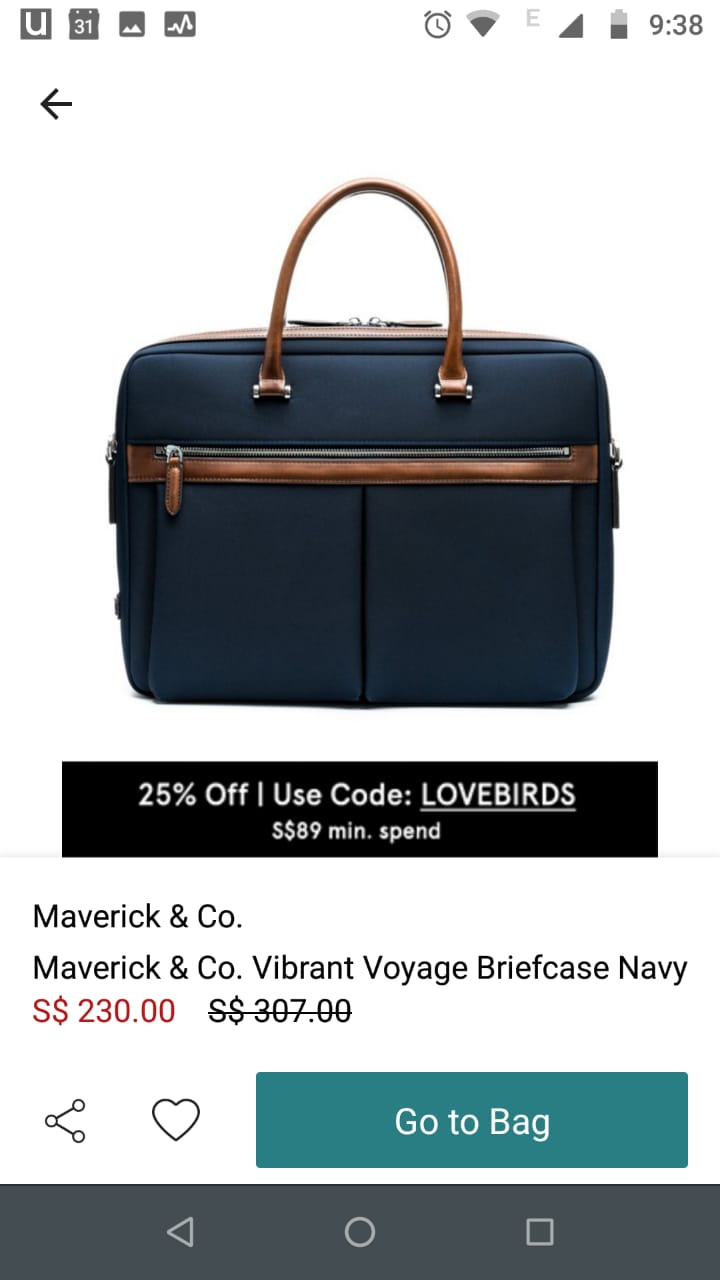 31
E
9:38
25% Off | Use Code: LOVEBIRDS
S$89 min. spend
Maverick & Co.
Maverick & Co. Vibrant Voyage Briefcase Navy
S$ 230.00 S$ 307.00
Go to Bag